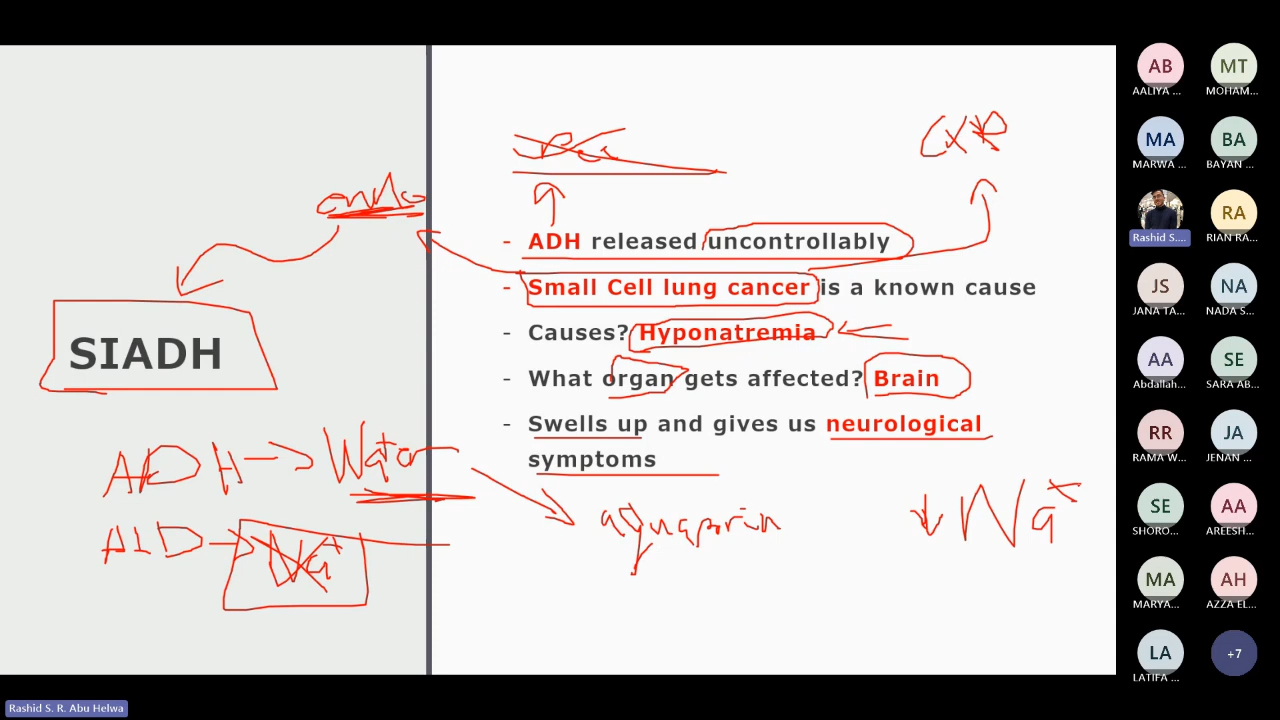 CXR
endo
- ADH released uncontrollably
- Small Cell lung cancer is a known cause
- Causes? Hyponatremia
- What organ gets affected? Brain
- Swells up and gives us neurological
symptoms
SIADH
ADH → Water
ALD → Na+
aquaporin
↓ Na+
AB
AALIYA ...
MT
MOHAM...
MA
MARWA ...
BA
BAYAN ...
Rashid S....
RA
RIAN RA...
JS
JANA TA...
NA
NADA S...
AA
Abdallah...
SE
SARA AB...
RR
RAMA W...
JA
JENAN ...
SE
SHORO...
AA
AREESH...
MA
MARYA...
AH
AZZA EL...
LA
LATIFA ...
+7
Rashid S. R. Abu Helwa